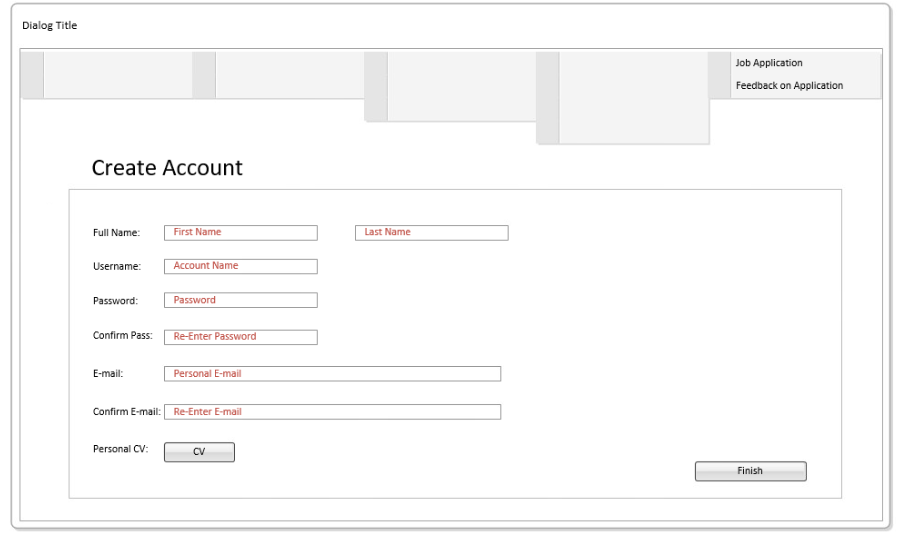 Dialog Title
Job Application
Feedback on Application
Create Account
Full Name: First Name Last Name
Username: Account Name
Password: Password
Confirm Pass: Re-Enter Password
E-mail: Personal E-mail
Confirm E-mail: Re-Enter E-mail
Personal CV: CV
Finish